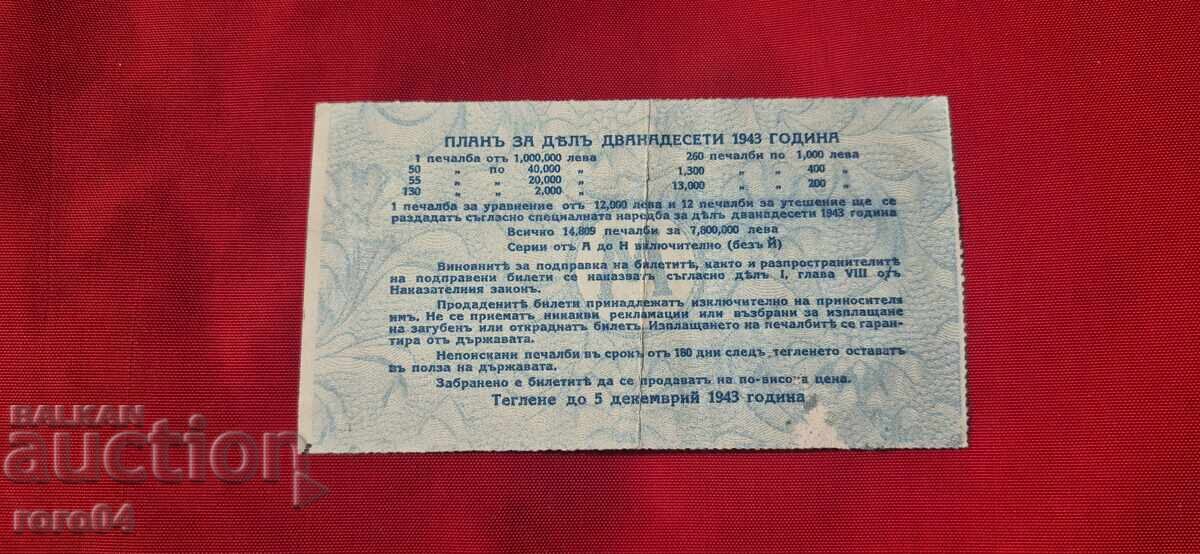 ПЛАНЪ ЗА ДѢЛЪ ДВАНАДЕСЕТИ 1943 ГОДИНА
1 печалба отъ 1,000,000 лева
50 „ по 40,000 „
55 „ „ 20,000 „
130 „ „ 2,000 „
260 печалби по 1,000 лева
1,300 „ „ 400 „
13,000 „ „ 200 „
1 печалба за уравнение отъ 12,000 лева и 12 печалби за утешение ще се
раздадатъ съгласно специалната наредба за дѣлъ дванадесети 1943 година
Всичко 14,809 печалби за 7,800,000 лева
Серии отъ А до Н включително (безъ Й)
Виновнитѣ за подправка на билетитѣ, както и разпространителитѣ
на подправени билети се наказватъ съгласно дѣлъ I, глава VIII отъ
Наказателния законъ.
Продаденитѣ билети принадлежатъ изключително на приносителя
имъ. Не се приематъ никакви рекламации или възбрани за изплащане
на загубенъ или откраднатъ билетъ. Изплащането на печалбитѣ се гаран-
тира отъ държавата.
Непоискани печалби въ срокъ отъ 180 дни следъ тегленето оставатъ
въ полза на държавата.
Забранено е билетитѣ да се продаватъ на по-висока цена.
Теглене до 5 декемврий 1943 година
BALKAN
auction
roro64